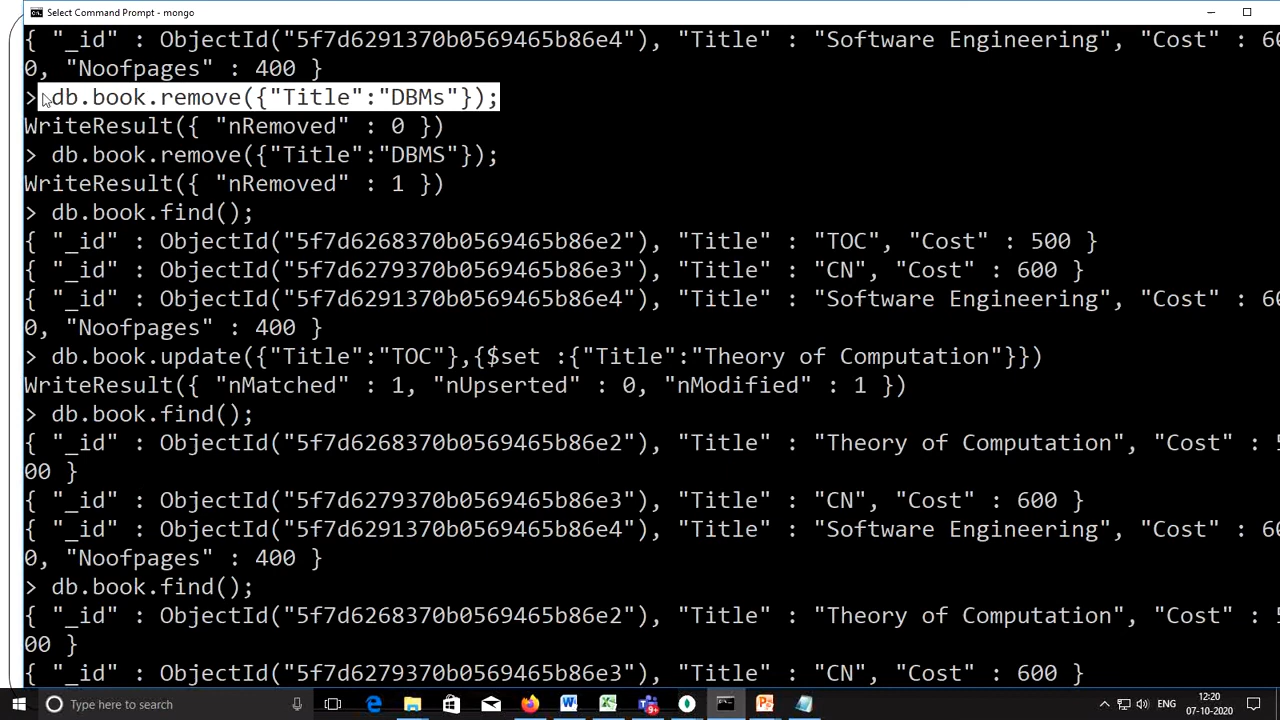 Select Command Prompt - mongo
{ "_id" : ObjectId("5f7d6291370b0569465b86e4"), "Title" : "Software Engineering", "Cost" : 60
0, "Noofpages" : 400 }
> db.book.remove({"Title":"DBMs"});
WriteResult({ "nRemoved" : 0 })
> db.book.remove({"Title":"DBMS"});
WriteResult({ "nRemoved" : 1 })
> db.book.find();
{ "_id" : ObjectId("5f7d6268370b0569465b86e2"), "Title" : "TOC", "Cost" : 500 }
{ "_id" : ObjectId("5f7d6279370b0569465b86e3"), "Title" : "CN", "Cost" : 600 }
{ "_id" : ObjectId("5f7d6291370b0569465b86e4"), "Title" : "Software Engineering", "Cost" : 60
0, "Noofpages" : 400 }
> db.book.update({"Title":"TOC"},{$set :{"Title":"Theory of Computation"}})
WriteResult({ "nMatched" : 1, "nUpserted" : 0, "nModified" : 1 })
> db.book.find();
{ "_id" : ObjectId("5f7d6268370b0569465b86e2"), "Title" : "Theory of Computation", "Cost" : 5
00 }
{ "_id" : ObjectId("5f7d6279370b0569465b86e3"), "Title" : "CN", "Cost" : 600 }
{ "_id" : ObjectId("5f7d6291370b0569465b86e4"), "Title" : "Software Engineering", "Cost" : 60
0, "Noofpages" : 400 }
> db.book.find();
{ "_id" : ObjectId("5f7d6268370b0569465b86e2"), "Title" : "Theory of Computation", "Cost" : 5
00 }
{ "_id" : ObjectId("5f7d6279370b0569465b86e3"), "Title" : "CN", "Cost" : 600 }
Type here to search
9+
ENG
12:20
07-10-2020